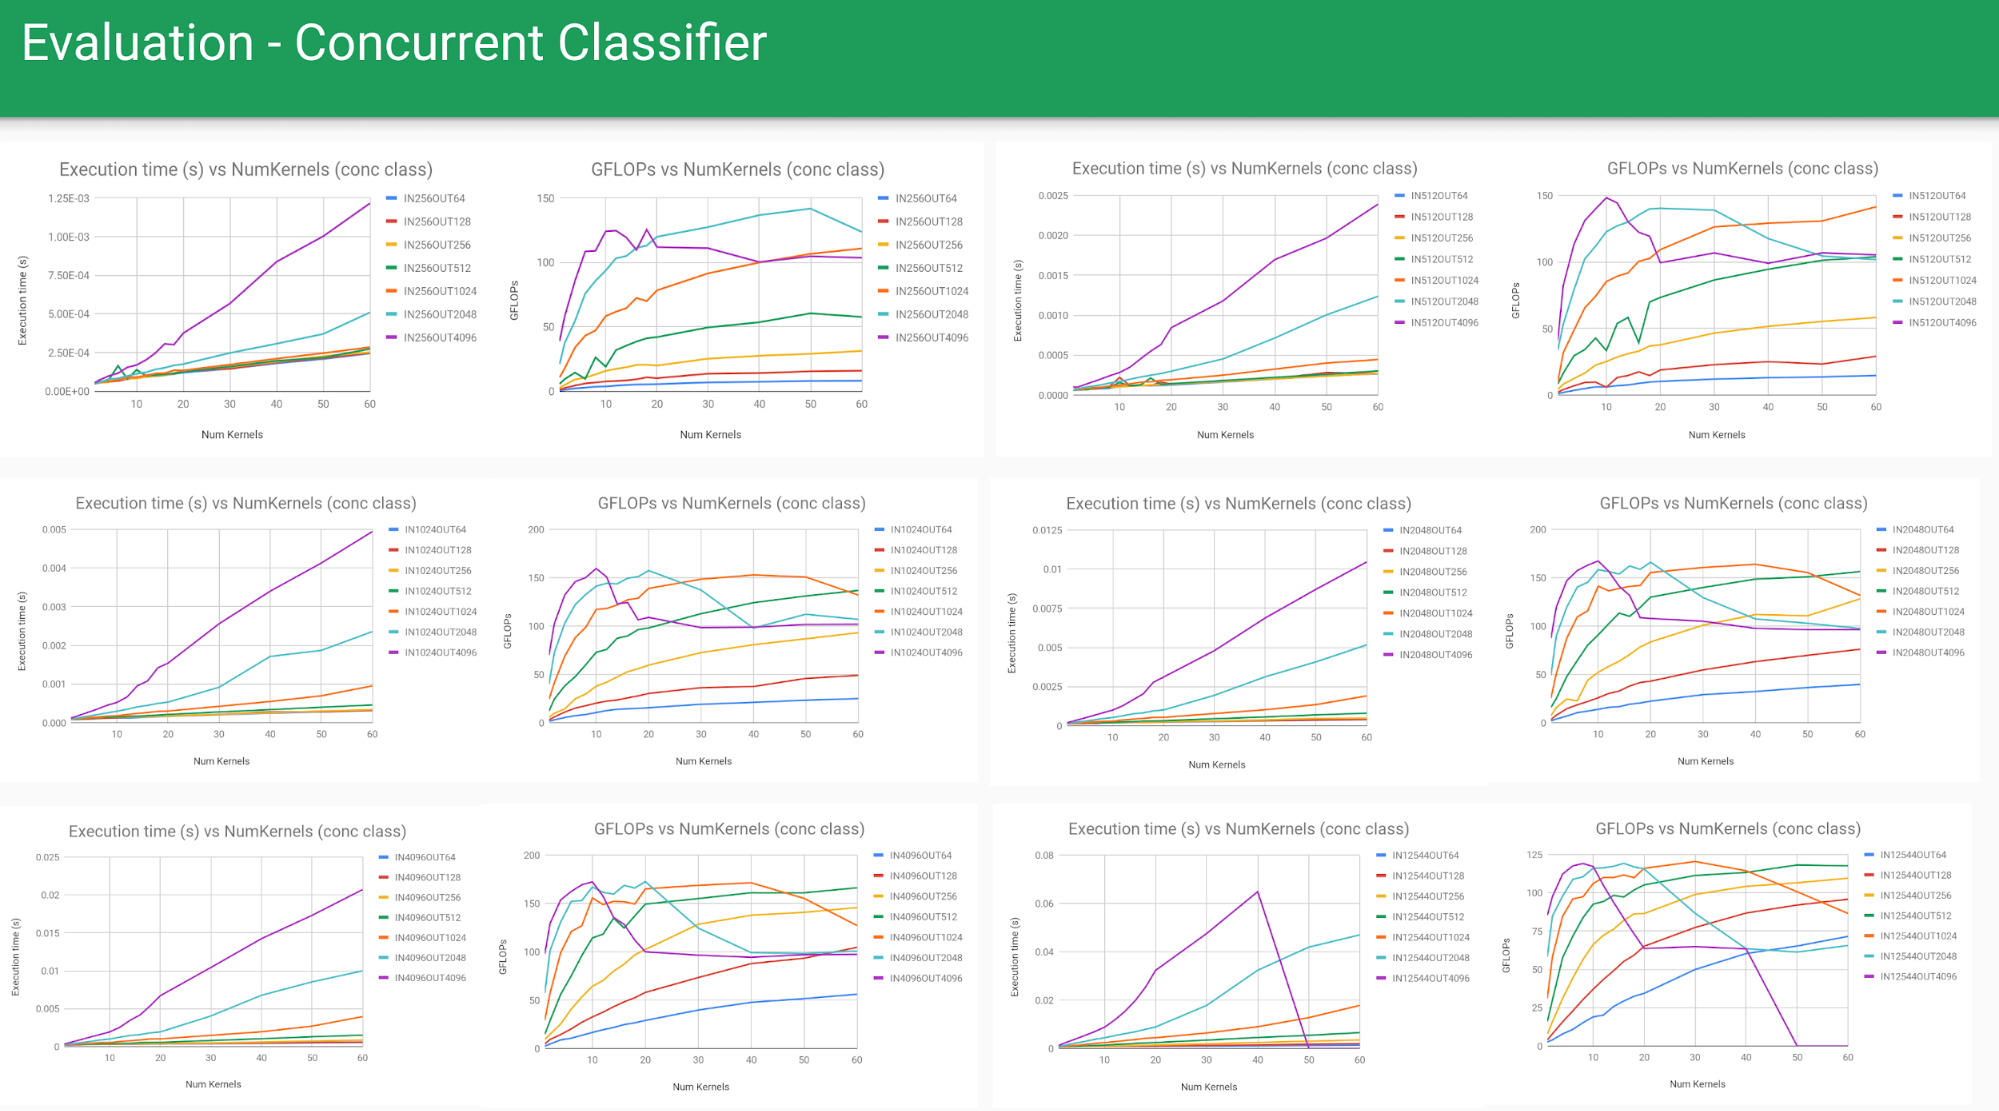 Evaluation - Concurrent Classifier
Execution time (s) vs NumKernels (conc class)
1.25E-03
1.00E-03
7.50E-04
5.00E-04
2.50E-04
0.00E+00
Execution time (s)
10 20 30 40 50 60
Num Kernels
IN256OUT64
IN256OUT128
IN256OUT256
IN256OUT512
IN256OUT1024
IN256OUT2048
IN256OUT4096
GFLOPs vs NumKernels (conc class)
150
100
50
0
GFLOPs
10 20 30 40 50 60
Num Kernels
IN256OUT64
IN256OUT128
IN256OUT256
IN256OUT512
IN256OUT1024
IN256OUT2048
IN256OUT4096
Execution time (s) vs NumKernels (conc class)
0.0025
0.0020
0.0015
0.0010
0.0005
0.0000
Execution time (s)
10 20 30 40 50 60
Num Kernels
IN512OUT64
IN512OUT128
IN512OUT256
IN512OUT512
IN512OUT1024
IN512OUT2048
IN512OUT4096
GFLOPs vs NumKernels (conc class)
150
100
50
0
GFLOPs
10 20 30 40 50 60
Num Kernels
IN512OUT64
IN512OUT128
IN512OUT256
IN512OUT512
IN512OUT1024
IN512OUT2048
IN512OUT4096
Execution time (s) vs NumKernels (conc class)
0.005
0.004
0.003
0.002
0.001
0.000
Execution time (s)
10 20 30 40 50 60
Num Kernels
IN1024OUT64
IN1024OUT128
IN1024OUT256
IN1024OUT512
IN1024OUT1024
IN1024OUT2048
IN1024OUT4096
GFLOPs vs NumKernels (conc class)
200
150
100
50
0
GFLOPs
10 20 30 40 50 60
Num Kernels
IN1024OUT64
IN1024OUT128
IN1024OUT256
IN1024OUT512
IN1024OUT1024
IN1024OUT2048
IN1024OUT4096
Execution time (s) vs NumKernels (conc class)
0.0125
0.01
0.0075
0.005
0.0025
0
Execution time (s)
10 20 30 40 50 60
Num Kernels
IN2048OUT64
IN2048OUT128
IN2048OUT256
IN2048OUT512
IN2048OUT1024
IN2048OUT2048
IN2048OUT4096
GFLOPs vs NumKernels (conc class)
200
150
100
50
0
GFLOPs
10 20 30 40 50 60
Num Kernels
IN2048OUT64
IN2048OUT128
IN2048OUT256
IN2048OUT512
IN2048OUT1024
IN2048OUT2048
IN2048OUT4096
Execution time (s) vs NumKernels (conc class)
0.025
0.02
0.015
0.01
0.005
0
Execution time (s)
10 20 30 40 50 60
Num Kernels
IN4096OUT64
IN4096OUT128
IN4096OUT256
IN4096OUT512
IN4096OUT1024
IN4096OUT2048
IN4096OUT4096
GFLOPs vs NumKernels (conc class)
200
150
100
50
0
GFLOPs
10 20 30 40 50 60
Num Kernels
IN4096OUT64
IN4096OUT128
IN4096OUT256
IN4096OUT512
IN4096OUT1024
IN4096OUT2048
IN4096OUT4096
Execution time (s) vs NumKernels (conc class)
0.08
0.06
0.04
0.02
0
Execution time (s)
10 20 30 40 50 60
Num Kernels
IN12544OUT64
IN12544OUT128
IN12544OUT256
IN12544OUT512
IN12544OUT1024
IN12544OUT2048
IN12544OUT4096
GFLOPs vs NumKernels (conc class)
125
100
75
50
25
0
GFLOPs
10 20 30 40 50 60
Num Kernels
IN12544OUT64
IN12544OUT128
IN12544OUT256
IN12544OUT512
IN12544OUT1024
IN12544OUT2048
IN12544OUT4096